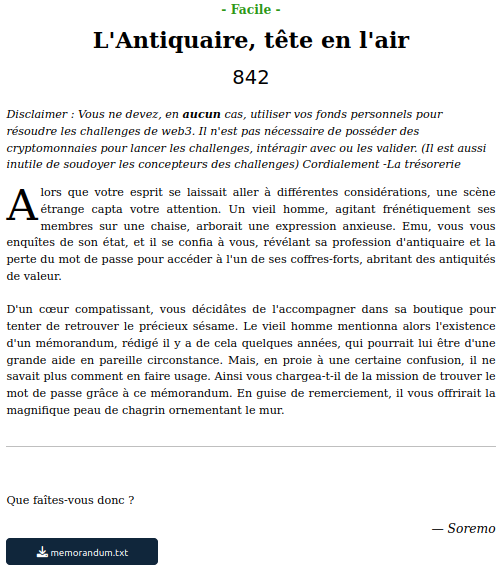 - Facile -
L'Antiquaire, tête en l'air
842
Disclaimer : Vous ne devez, en aucun cas, utiliser vos fonds personnels pour
résoudre les challenges de web3. Il n'est pas nécessaire de posséder des
cryptomonnaies pour lancer les challenges, intéragir avec ou les valider. (Il est aussi
inutile de soudoyer les concepteurs des challenges) Cordialement -La trésorerie
Alors que votre esprit se laissait aller à différentes considérations, une scène
étrange capta votre attention. Un vieil homme, agitant frénétiquement ses
membres sur une chaise, arborait une expression anxieuse. Emu, vous vous
enquîtes de son état, et il se confia à vous, révélant sa profession d'antiquaire et la
perte du mot de passe pour accéder à l'un de ses coffres-forts, abritant des antiquités
de valeur.
D'un cœur compatissant, vous décidâtes de l'accompagner dans sa boutique pour
tenter de retrouver le précieux sésame. Le vieil homme mentionna alors l'existence
d'un mémorandum, rédigé il y a de cela quelques années, qui pourrait lui être d'une
grande aide en pareille circonstance. Mais, en proie à une certaine confusion, il ne
savait plus comment en faire usage. Ainsi vous chargea-t-il de la mission de trouver le
mot de passe grâce à ce mémorandum. En guise de remerciement, il vous offrirait la
magnifique peau de chagrin ornementant le mur.
Que faîtes-vous donc ?
— Soremo
memorandum.txt